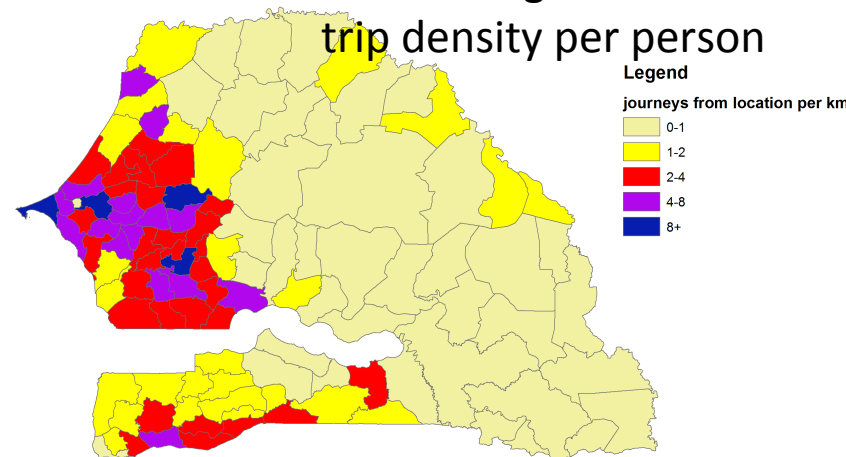 trip density per person
Legend
journeys from location per km
0-1
1-2
2-4
4-8
8+